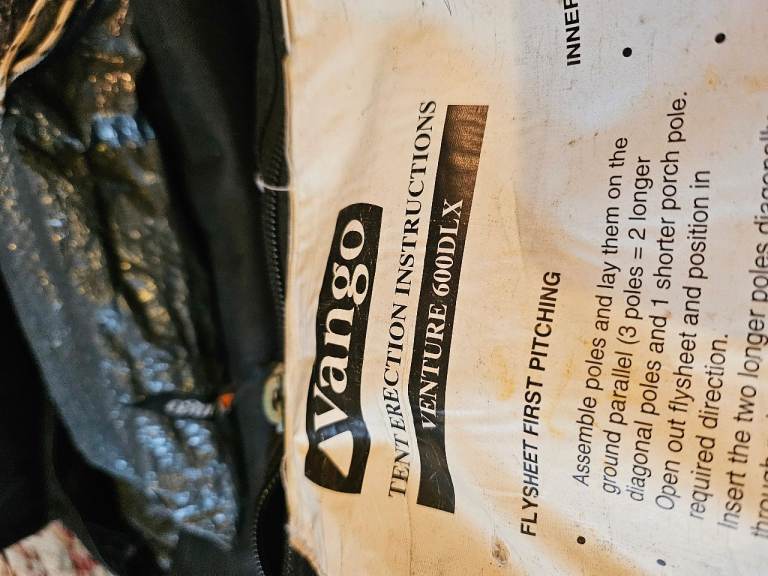 Vango
TENT ERECTION INSTRUCTIONS
VENTURE 600DLX
FLYSHEET FIRST PITCHING
• Assemble poles and lay them on the
ground parallel (3 poles = 2 longer
diagonal poles and 1 shorter porch pole.
• Open out flysheet and position in
required direction.
Insert the two longer poles
INNER
•
•